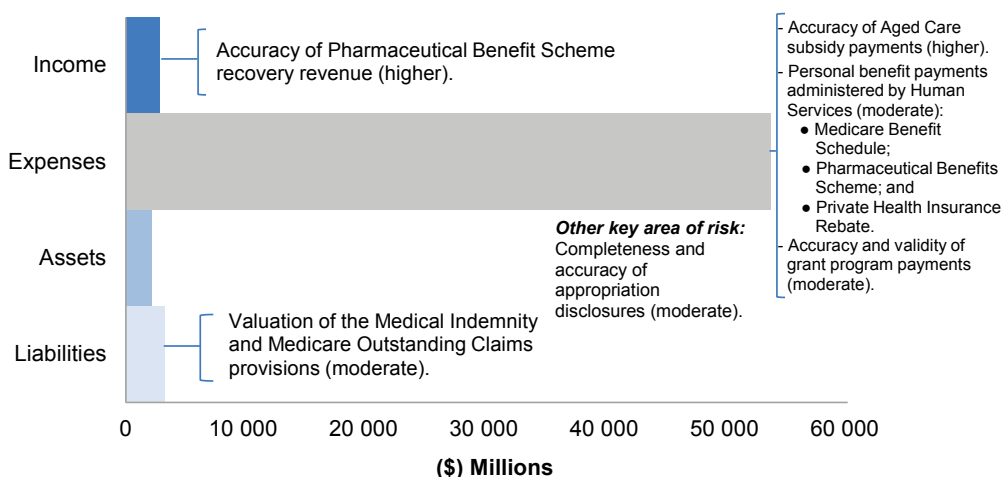 Income
Accuracy of Pharmaceutical Benefit Scheme
recovery revenue (higher).
- Accuracy of Aged Care
subsidy payments (higher).
- Personal benefit payments
administered by Human
Services (moderate):
● Medicare Benefit
Schedule;
● Pharmaceutical Benefits
Scheme; and
● Private Health Insurance
Rebate.
- Accuracy and validity of
grant program payments
(moderate).
Expenses
Other key area of risk:
Completeness and
accuracy of
appropriation
disclosures (moderate).
Assets
Liabilities
Valuation of the Medical Indemnity
and Medicare Outstanding Claims
provisions (moderate).
0 10 000 20 000 30 000 40 000 50 000 60 000
($) Millions